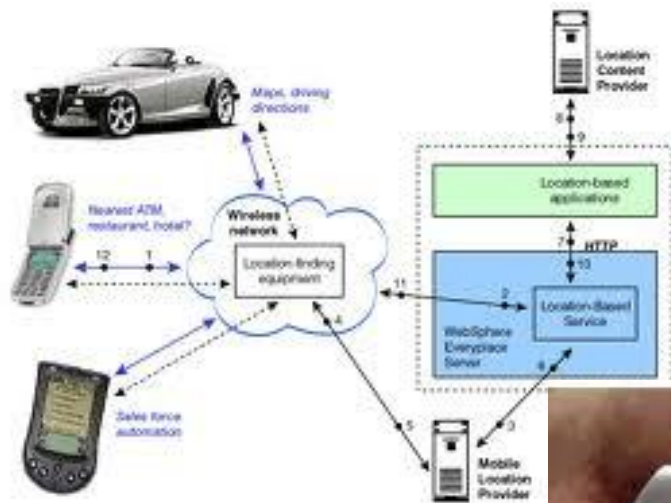 Maps, driving
directions
Location
Content
Provider
8
9
Location-based
applications
Nearest ATM,
restaurant, hotel?
Wireless
network
7
HTTP
10
12
1
Location-finding
equipment
11
2
Location-Based
Service
4
WebSphere
Everyplace
Server
6
Sales force
automation
5
3
Mobile
Location
Provider